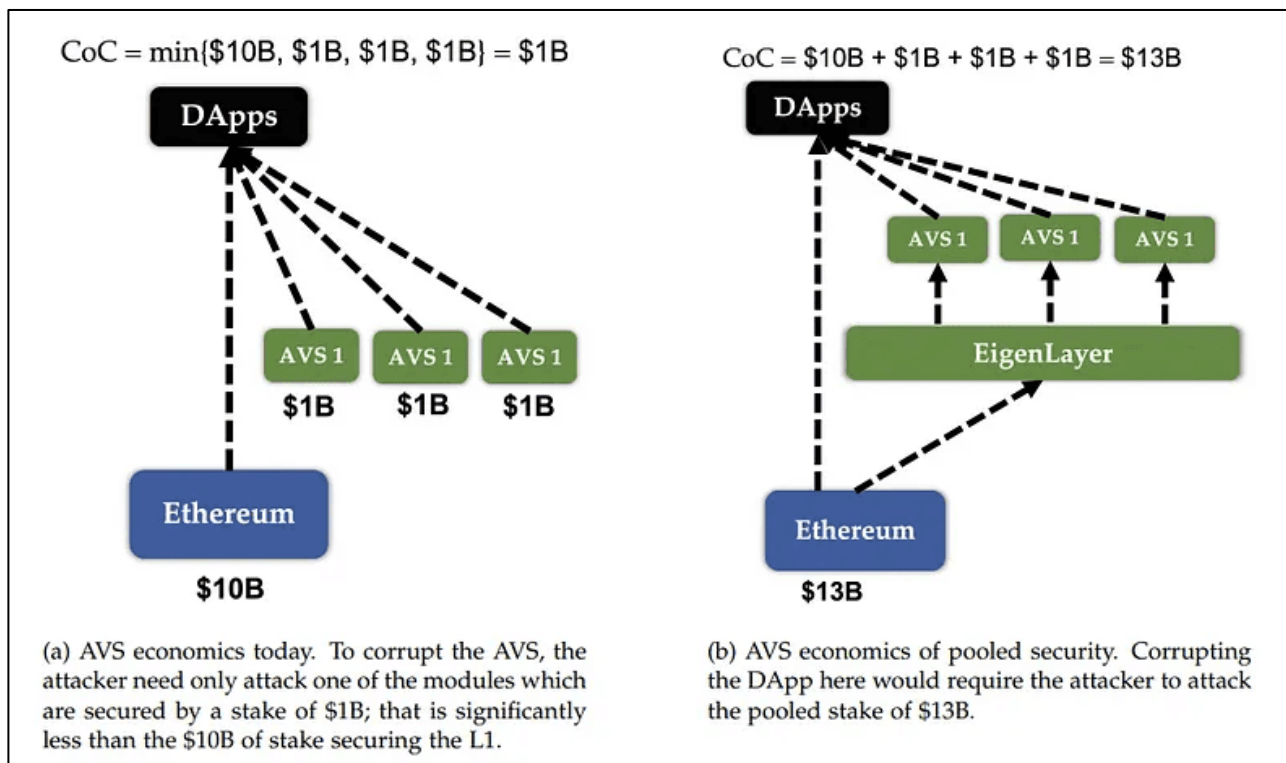 CoC = min{$10B, $1B, $1B, $1B} = $1B
DApps
AVS 1
AVS 1
AVS 1
$1B
$1B
$1B
Ethereum
$10B
(a) AVS economics today. To corrupt the AVS, the
attacker need only attack one of the modules which
are secured by a stake of $1B; that is significantly
less than the $10B of stake securing the L1.
CoC = $10B + $1B + $1B + $1B = $13B
DApps
AVS 1
AVS 1
AVS 1
EigenLayer
Ethereum
$13B
(b) AVS economics of pooled security. Corrupting
the DApp here would require the attacker to attack
the pooled stake of $13B.